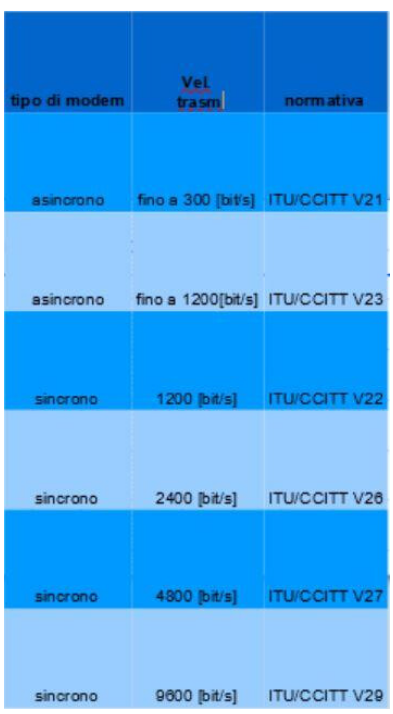 tipo di modem Vel. trasm. normativa
asincrono fino a 300 [bit/s] ITU/CCITT V21
asincrono fino a 1200[bit/s] ITU/CCITT V23
sincrono 1200 [bit/s] ITU/CCITT V22
sincrono 2400 [bit/s] ITU/CCITT V26
sincrono 4800 [bit/s] ITU/CCITT V27
sincrono 9600 [bit/s] ITU/CCITT V29